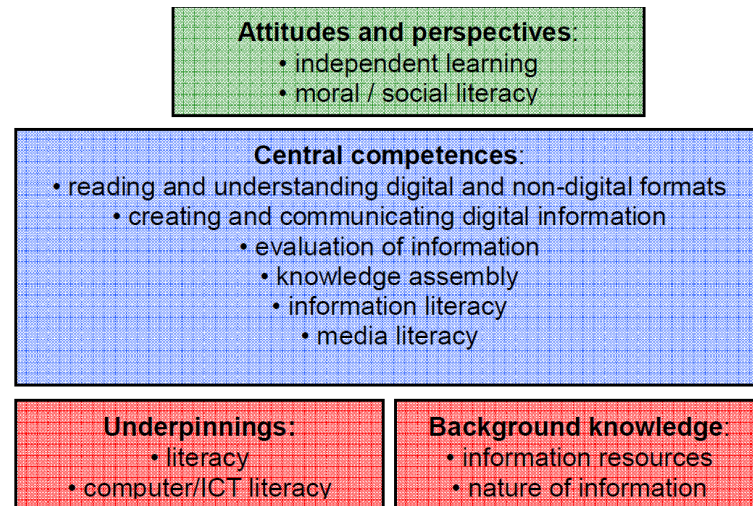 Attitudes and perspectives:
• independent learning
• moral / social literacy
Central competences:
• reading and understanding digital and non-digital formats
• creating and communicating digital information
• evaluation of information
• knowledge assembly
• information literacy
• media literacy
Underpinnings:
• literacy
• computer/ICT literacy
Background knowledge:
• information resources
• nature of information